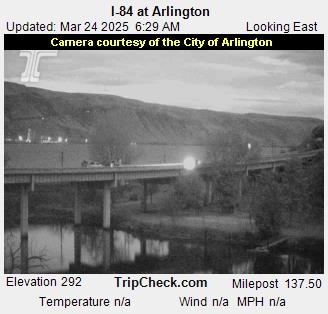 I-84 at Arlington
Updated: Mar 24 2025 6:29 AM Looking East
Camera courtesy of the City of Arlington
Elevation 292 TripCheck.com Milepost 137.50
Temperature n/a Wind n/a MPH n/a